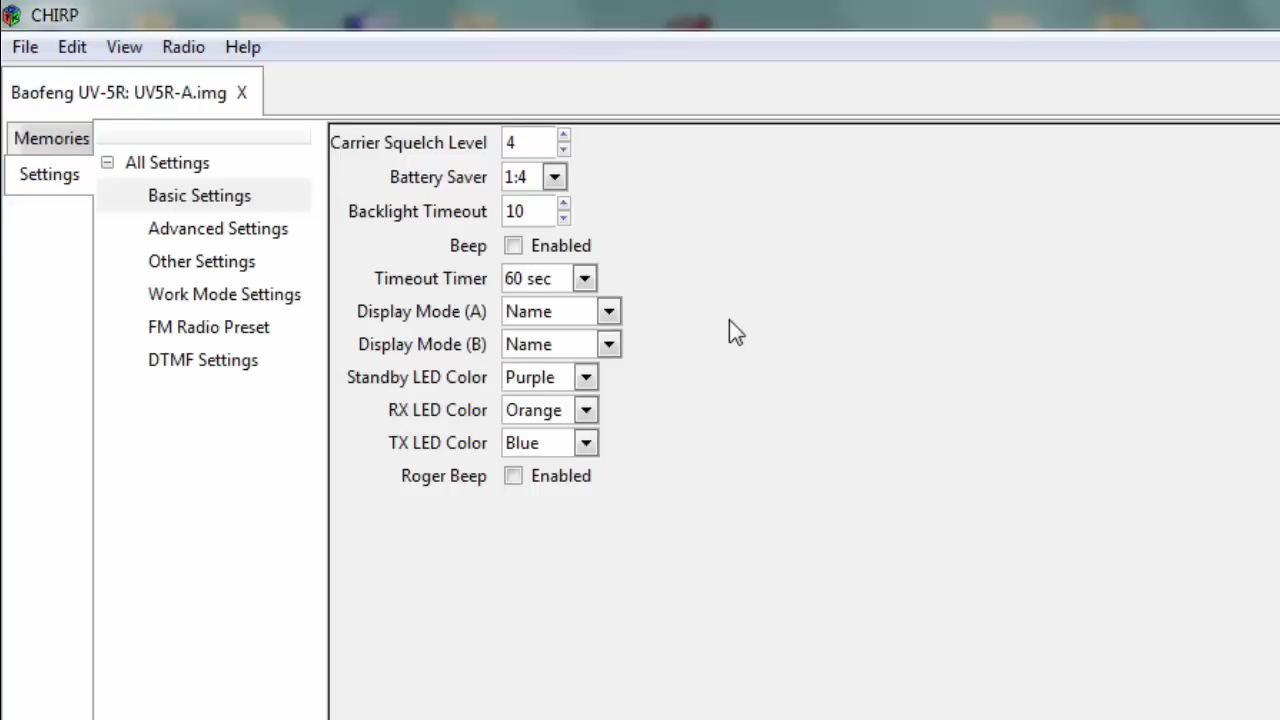 CHIRP
File Edit View Radio Help
Baofeng UV-5R: UV5R-A.img X
Memories
Settings
All Settings
Basic Settings
Advanced Settings
Other Settings
Work Mode Settings
FM Radio Preset
DTMF Settings
Carrier Squelch Level 4
Battery Saver 1:4
Backlight Timeout 10
Beep Enabled
Timeout Timer 60 sec
Display Mode (A) Name
Display Mode (B) Name
Standby LED Color Purple
RX LED Color Orange
TX LED Color Blue
Roger Beep Enabled